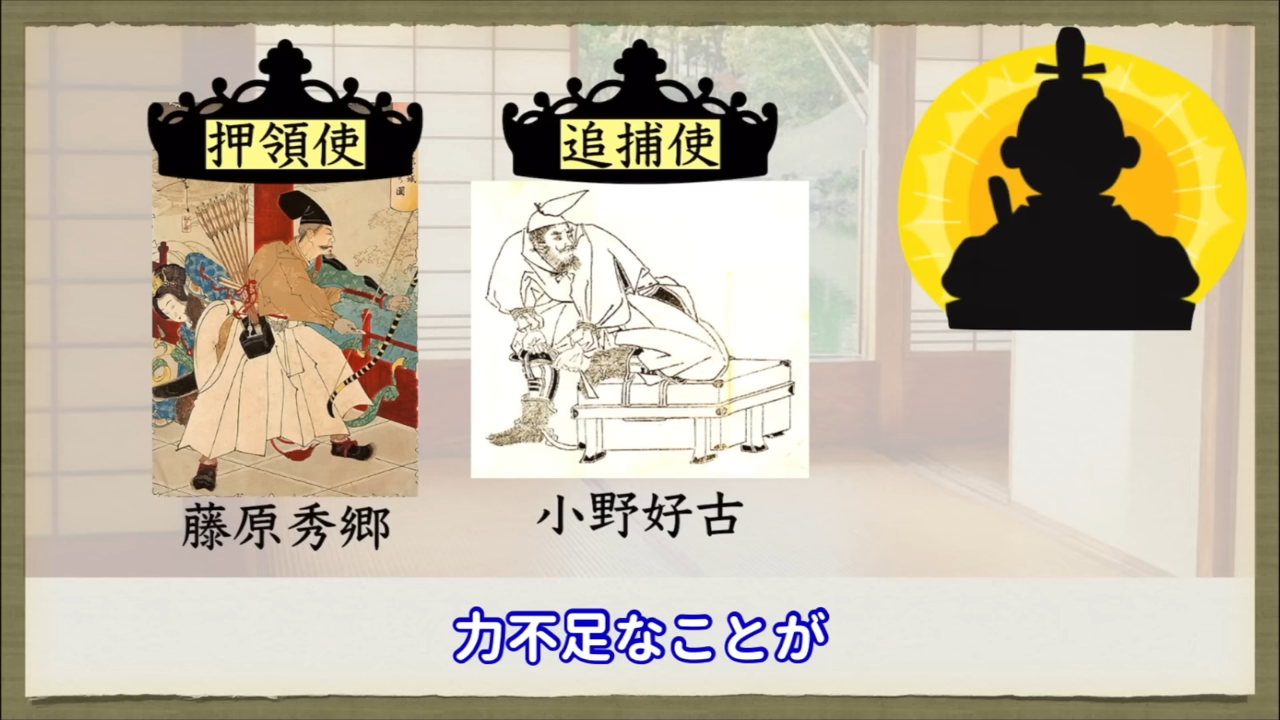 押領使
追捕使
藤原秀郷
小野好古
力不足なことが